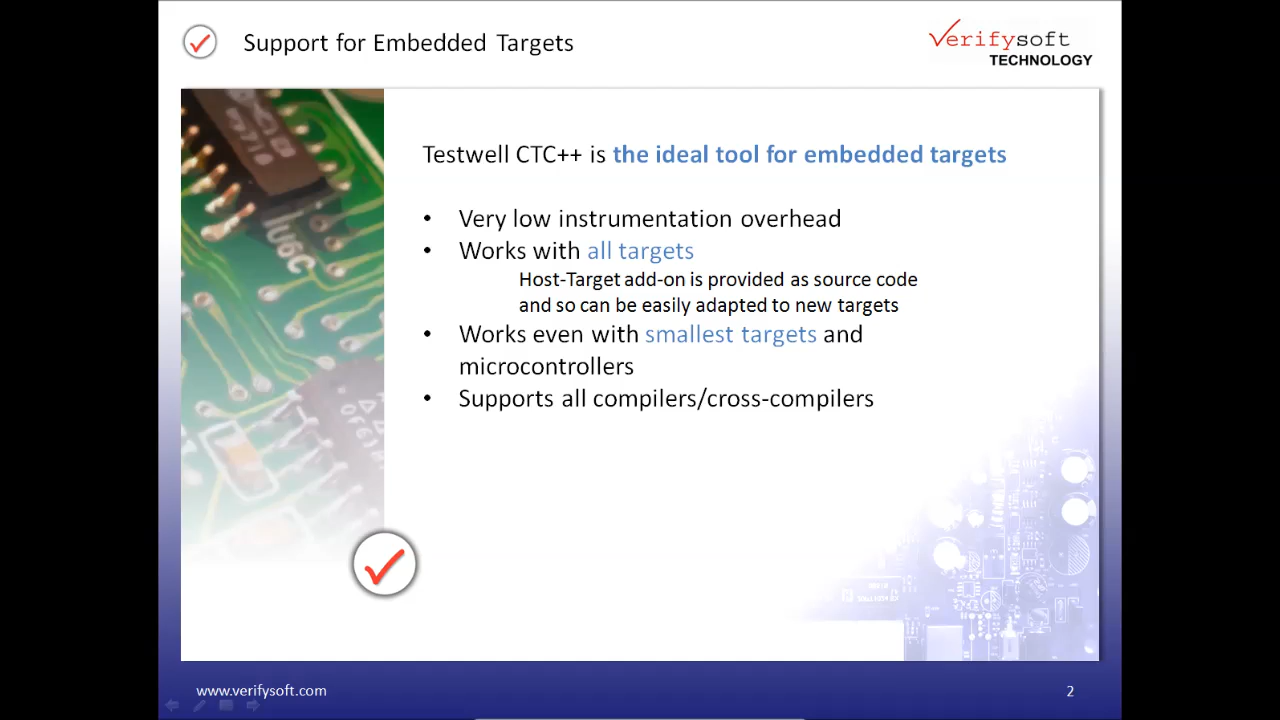 Support for Embedded Targets
Verifysoft
TECHNOLOGY
Testwell CTC++ is the ideal tool for embedded targets
• Very low instrumentation overhead
• Works with all targets
Host-Target add-on is provided as source code
and so can be easily adapted to new targets
• Works even with smallest targets and
microcontrollers
• Supports all compilers/cross-compilers
IU6C
www.verifysoft.com
2